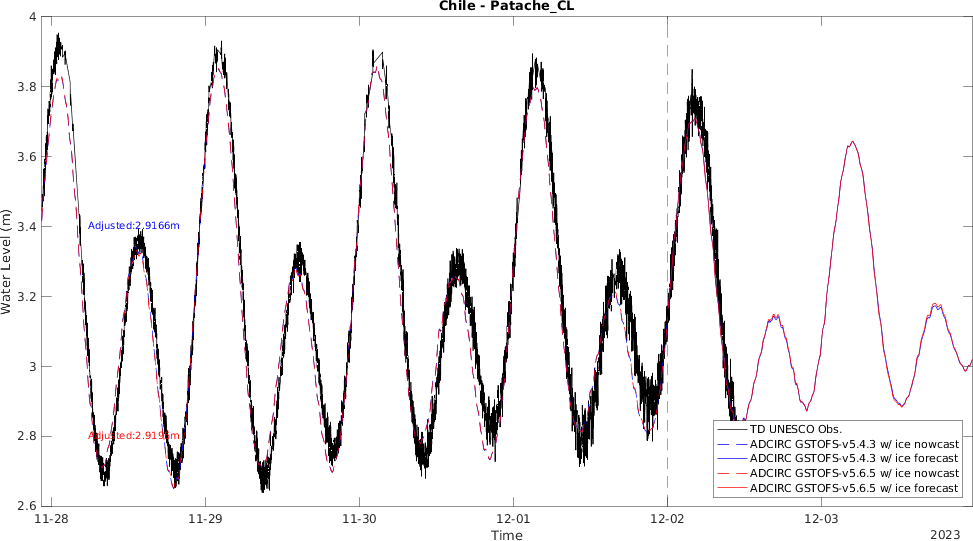 Chile - Patache_CL
4
3.8
3.6
3.4
3.2
3
2.8
2.6
Water Level (m)
Adjusted:2.9166m
Adjusted:2.9195m
TD UNESCO Obs.
ADCIRC GSTOFS-v5.4.3 w/ ice nowcast
ADCIRC GSTOFS-v5.4.3 w/ ice forecast
ADCIRC GSTOFS-v5.6.5 w/ ice nowcast
ADCIRC GSTOFS-v5.6.5 w/ ice forecast
11-28 11-29 11-30 12-01 12-02 12-03
Time
2023